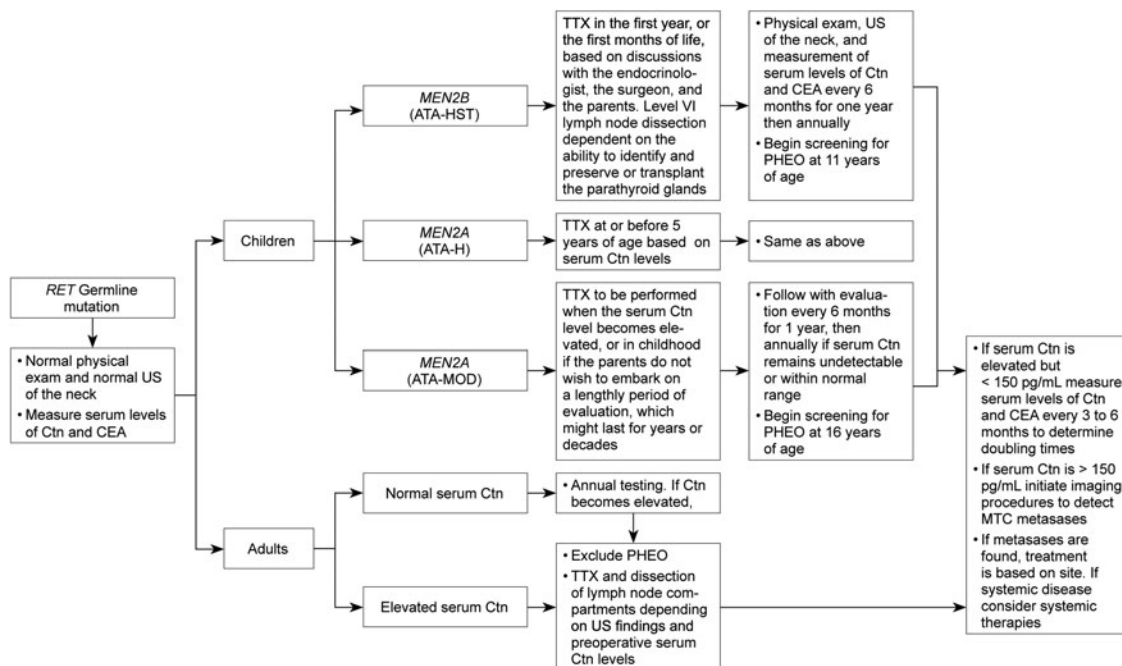 RET Germline
mutation
• Normal physical
exam and normal US
of the neck
• Measure serum levels
of Ctn and CEA
Children
MEN2B
(ATA-HST)
TTX in the first year, or
the first months of life,
based on discussions
with the endocrinolo-
gist, the surgeon, and
the parents. Level VI
lymph node dissection
dependent on the
ability to identify and
preserve or transplant
the parathyroid glands
• Physical exam, US
of the neck, and
measurement of
serum levels of Ctn
and CEA every 6
months for one year
then annually
• Begin screening for
PHEO at 11 years
of age
MEN2A
(ATA-H)
TTX at or before 5
years of age based on
serum Ctn levels
• Same as above
MEN2A
(ATA-MOD)
TTX to be performed
when the serum Ctn
level becomes ele-
vated, or in childhood
if the parents do not
wish to embark on
a lengthly period of
evaluation, which
might last for years or
decades
• Follow with evalua-
tion every 6 months
for 1 year, then
annually if serum Ctn
remains undetectable
or within normal
range
• Begin screening for
PHEO at 16 years
of age
Adults
Normal serum Ctn
• Annual testing. If Ctn
becomes elevated,
Elevated serum Ctn
• Exclude PHEO
• TTX and dissection
of lymph node com-
partments depending
on US findings and
preoperative serum
Ctn levels
• If serum Ctn is
elevated but
< 150 pg/mL measure
serum levels of Ctn
and CEA every 3 to 6
months to determine
doubling times
• If serum Ctn is > 150
pg/mL initiate imaging
procedures to detect
MTC metasases
• If metasases are
found, treatment
is based on site. If
systemic disease
consider systemic
therapies